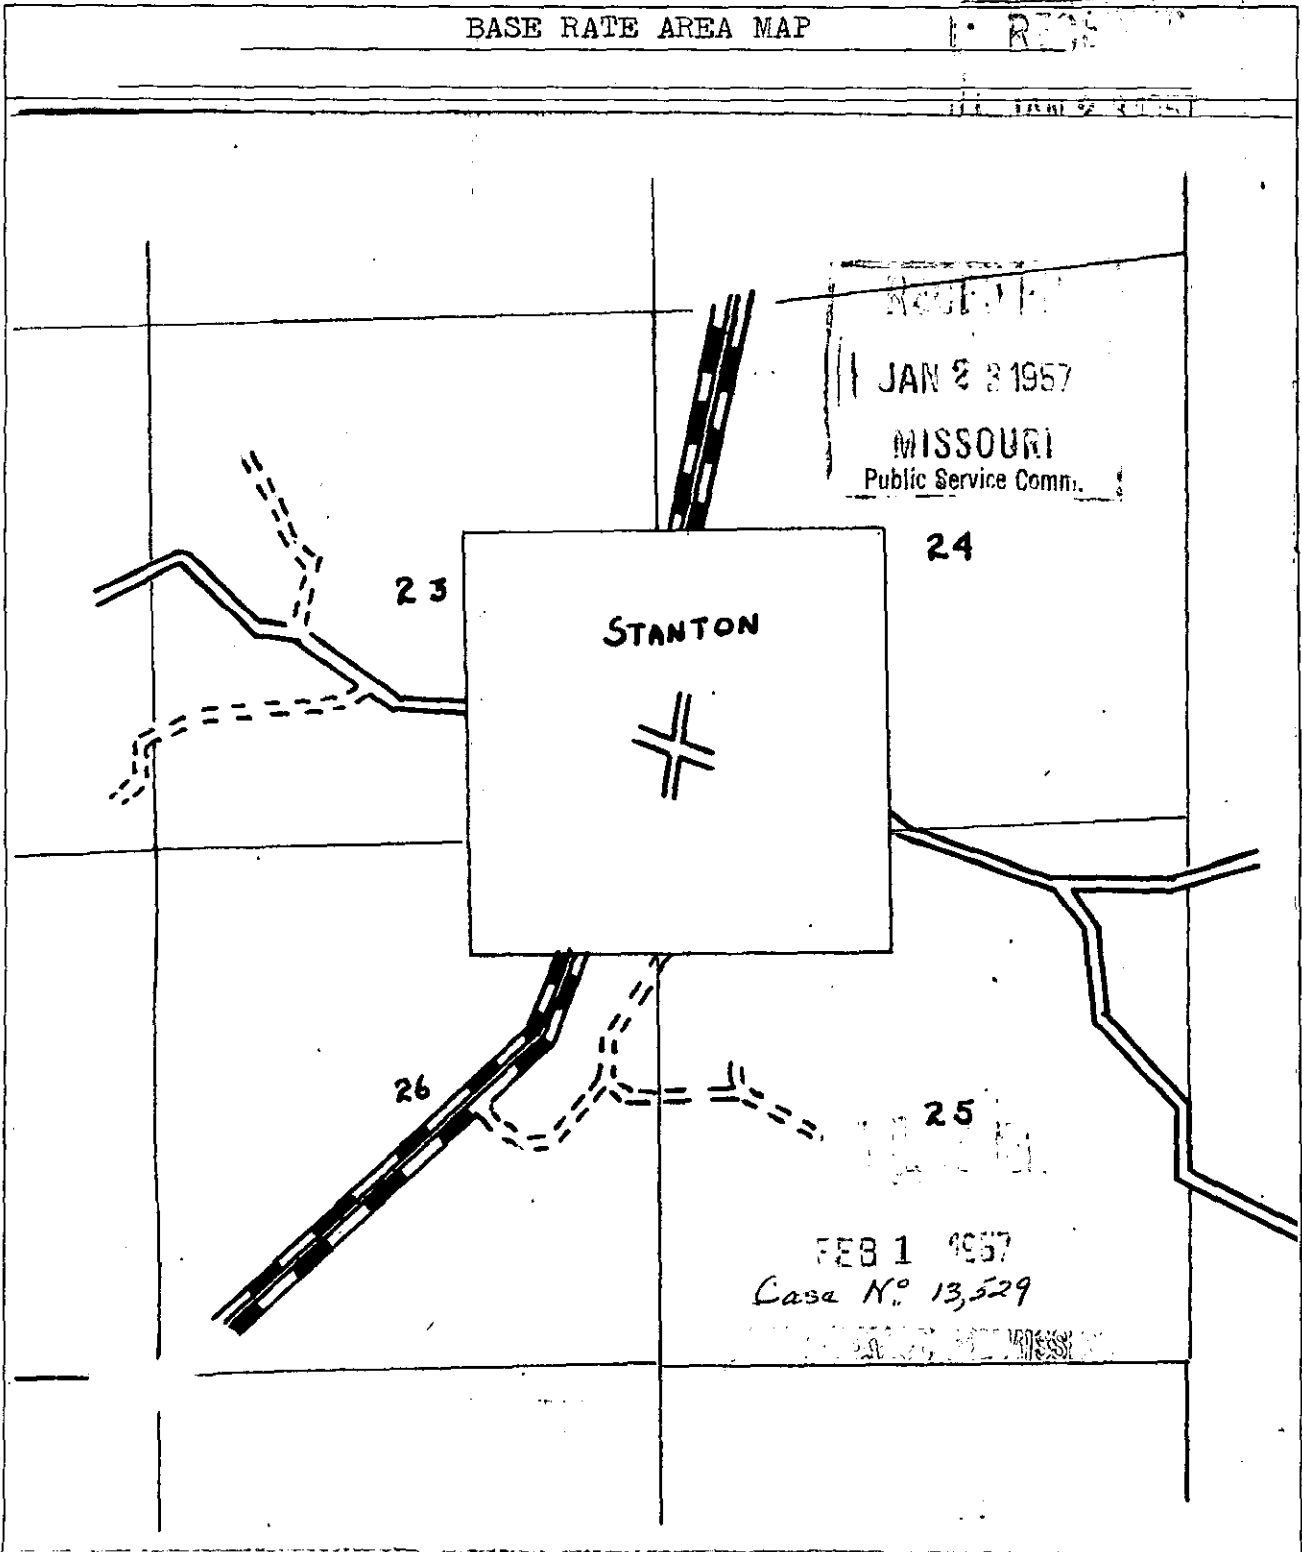 BASE RATE AREA MAP
JAN 2 3 1957
MISSOURI
Public Service Comm.
24
23
STANTON
26
25
FEB 1 1957
Case No. 13,529